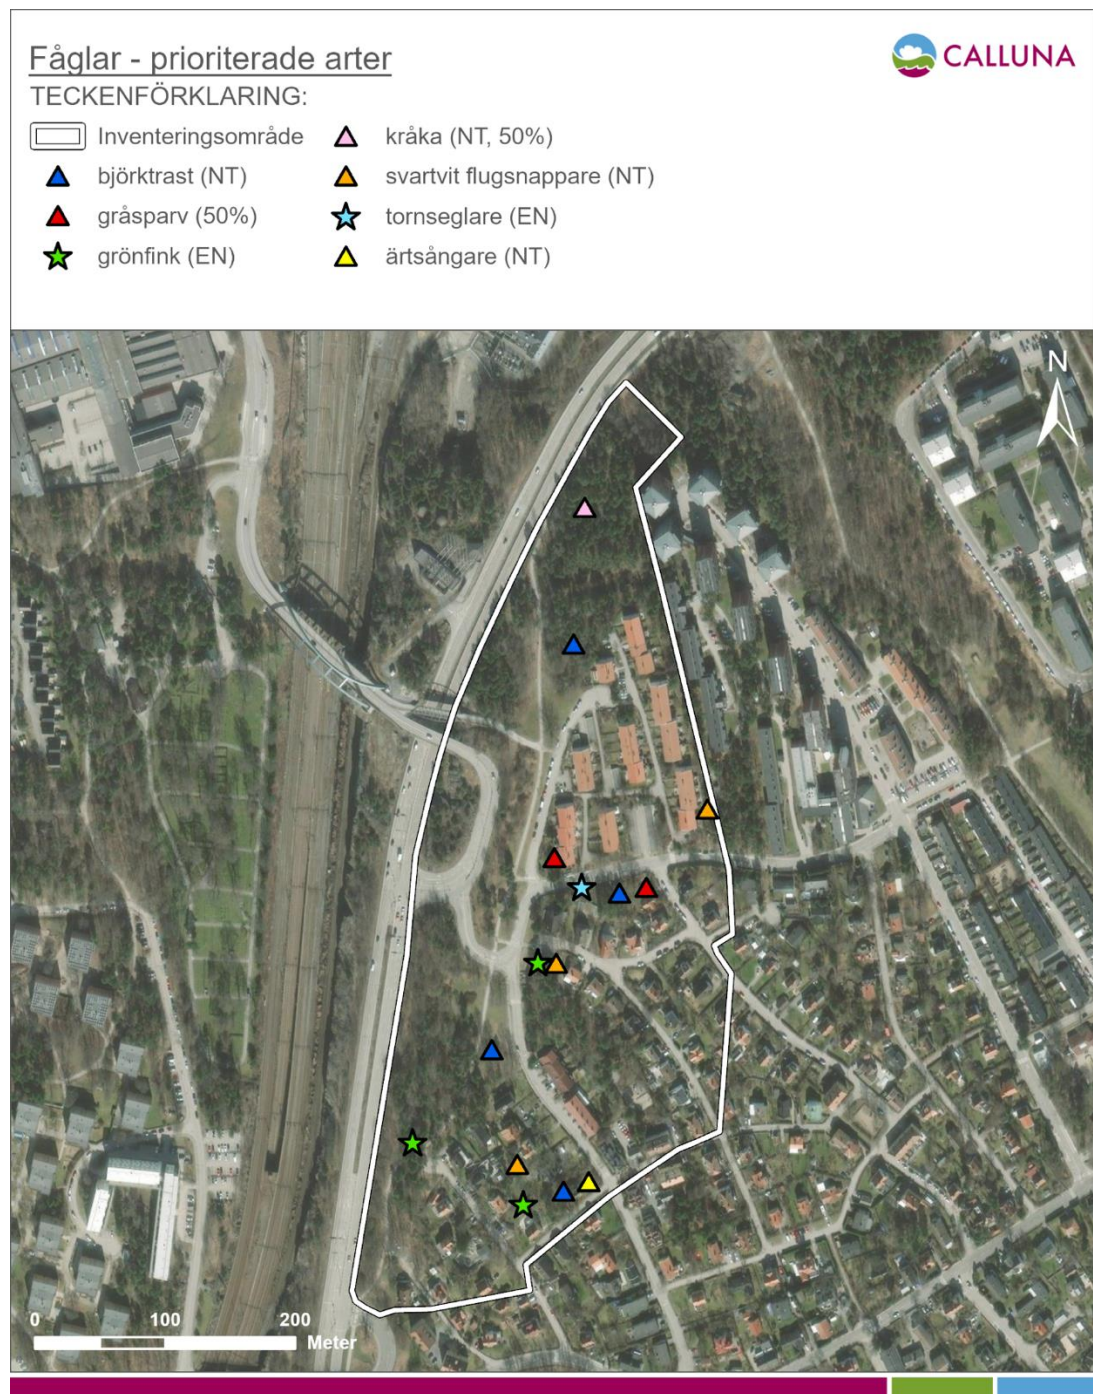 Fåglar - prioriterade arter
CALLUNA
TECKENFÖRKLARING:
Inventeringsområde
björktrast (NT)
gråsparv (50%)
grönfink (EN)
kråka (NT, 50%)
svartvit flugsnappare (NT)
tornseglare (EN)
ärtsångare (NT)
N
0 100 200
Meter